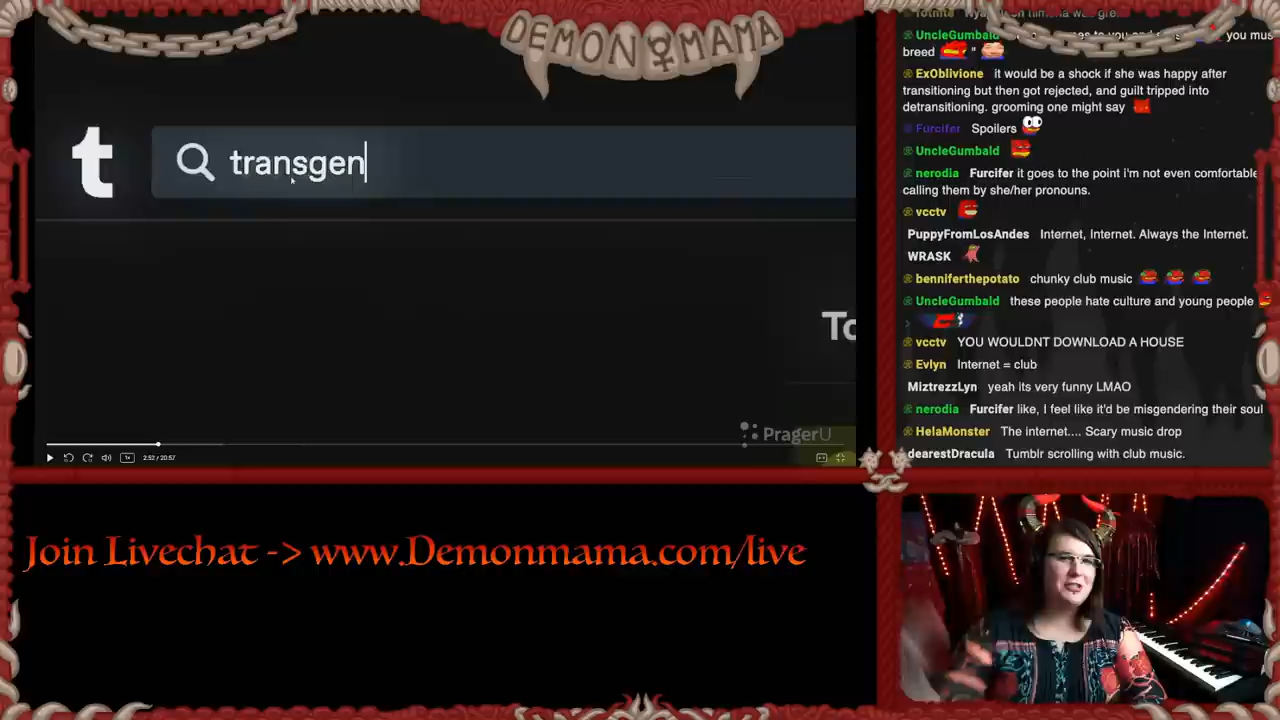 DEMON MAMA
t
transgen
To
PragerU
2:52 / 20:57
Join Livechat -> www.Demonmama.com/live
UncleGumbald
you mus
breed "
ExOblivione it would be a shock if she was happy after
transitioning but then got rejected, and guilt tripped into
detransitioning. grooming one might say
Furcifer Spoilers
UncleGumbald
nerodia Furcifer it goes to the point i'm not even comfortable
calling them by she/her pronouns.
vcctv
PuppyFromLosAndes Internet, Internet. Always the Internet.
WRASK
benniferthepotato chunky club music
UncleGumbald these people hate culture and young people
vcctv YOU WOULDNT DOWNLOAD A HOUSE
Evlyn Internet = club
MiztrezzLyn yeah its very funny LMAO
nerodia Furcifer like, I feel like it'd be misgendering their soul
HelaMonster The internet.... Scary music drop
dearestDracula Tumblr scrolling with club music.